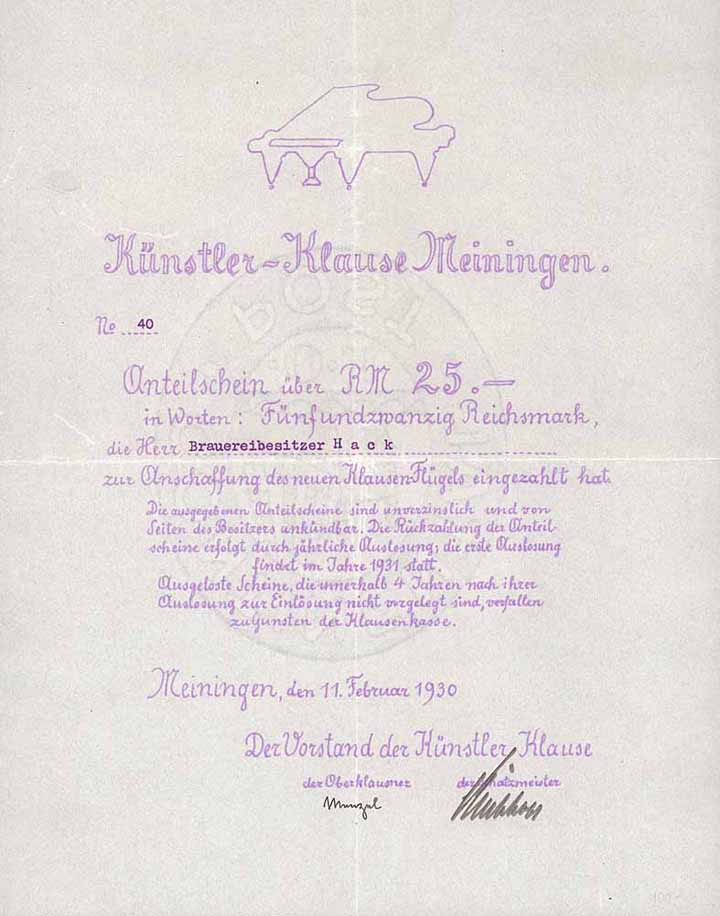 Künstler-Klause Meiningen.
No 40
Anteilschein über RM 25.—
in Worten: Fünfundzwanzig Reichsmark,
die Herr Brauereibesitzer H a c k
zur Anschaffung des neuen Klausen-Flügels eingezahlt hat.
Die ausgegebenen Anteilscheine sind unverzinslich und von
Seiten des Besitzers unkündbar. Die Rückzahlung der Anteil-
scheine erfolgt durch jährliche Auslosung; die erste Auslosung
findet im Jahre 1931 statt.
Ausgeloste Scheine, die innerhalb 4 Jahren nach ihrer
Auslosung zur Einlösung nicht vorgelegt sind, verfallen
zu Gunsten der Klausenkasse.
Meiningen, den 11. Februar 1930
Der Vorstand der Künstler-Klause
der Oberklausner der Schatzmeister